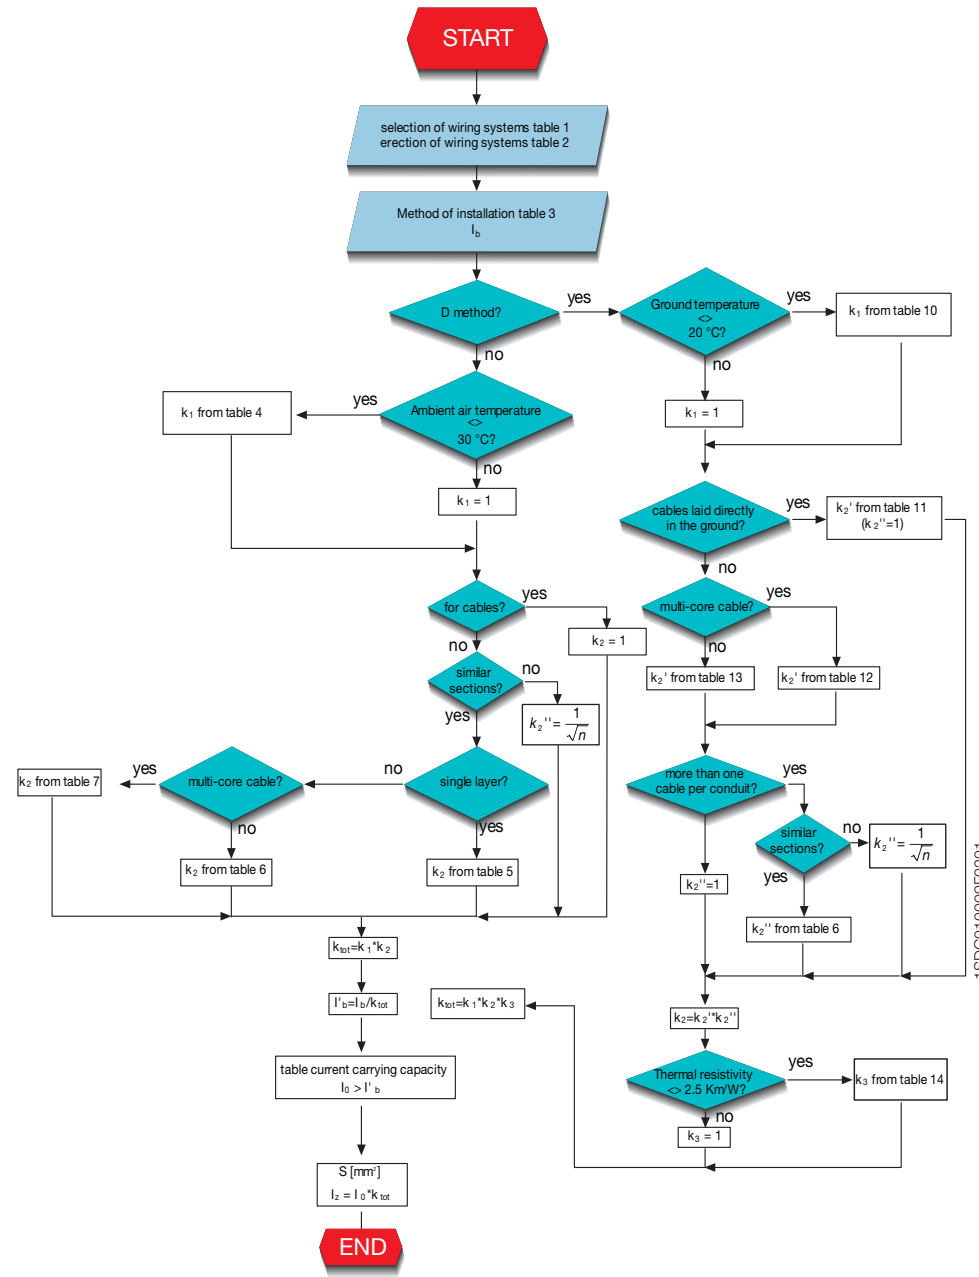 START
selection of wiring systems table 1
erection of wiring systems table 2
Method of installation table 3
Ib
D method?
yes
no
Ground temperature
<>
20 °C?
yes
no
k1 from table 10
k1 = 1
Ambient air temperature
<>
30 °C?
yes
no
k1 from table 4
k1 = 1
cables laid directly
in the ground?
yes
no
k2' from table 11
(k2''=1)
for cables?
yes
no
k2 = 1
multi-core cable?
yes
no
k2' from table 13
k2' from table 12
similar
sections?
no
yes
k2''= 1/√n
more than one
cable per conduit?
yes
single layer?
no
yes
multi-core cable?
yes
no
k2 from table 7
k2 from table 6
k2 from table 5
similar
sections?
no
yes
k2''= 1/√n
k2''=1
k2'' from table 6
ktot=k1*k2
I'b=Ib/ktot
ktot=k1*k2*k3
k2=k2'*k2''
table current carrying capacity
I0 > I'b
Thermal resistivity
<> 2.5 Km/W?
yes
no
k3 from table 14
k3 = 1
S [mm²]
Iz = I0*ktot
END